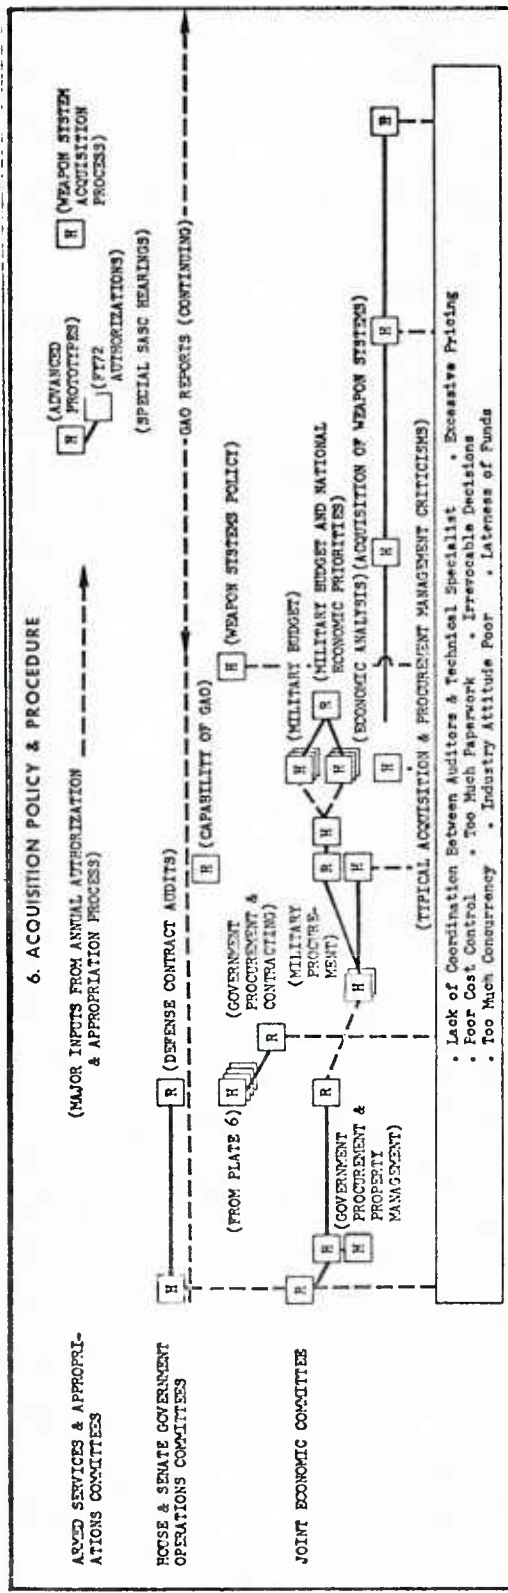 6. ACQUISITION POLICY & PROCEDURE
ARMED SERVICES & APPROPRI-
ATIONS COMMITTEES
(MAJOR INPUTS FROM ANNUAL AUTHORIZATION
& APPROPRIATION PROCESS)
H
(ADVANCED
PROTOTYPES)
(FY72
AUTHORIZATIONS)
(SPECIAL SASC HEARINGS)
H
(WEAPON SYSTEM
ACQUISITION
PROCESS)
HOUSE & SENATE GOVERNMENT
OPERATIONS COMMITTEES
H
R
(DEFENSE CONTRACT AUDITS)
GAO REPORTS (CONTINUING)
H
(CAPABILITY OF GAO)
(FROM PLATE 6)
H
(GOVERNMENT
PROCUREMENT &
CONTRACTING)
R
H
(WEAPON SYSTEMS POLICY)
JOINT ECONOMIC COMMITTEE
R
H
H
R
(GOVERNMENT
PROCUREMENT &
PROPERTY
MANAGEMENT)
(MILITARY
PROCURE-
MENT)
H
R
H
H
H
(MILITARY BUDGET)
H
R
(MILITARY BUDGET AND NATIONAL
ECONOMIC PRIORITIES)
(ECONOMIC ANALYSIS)
(ACQUISITION OF WEAPON SYSTEMS)
H
H
H
H
(TYPICAL ACQUISITION & PROCUREMENT MANAGEMENT CRITICISMS)
. Lack of Coordination Between Auditors & Technical Specialist . Excessive Pricing
. Poor Cost Control . Too Much Paperwork . Irrevocable Decisions
. Too Much Concurrency . Industry Attitude Poor . Lateness of Funds